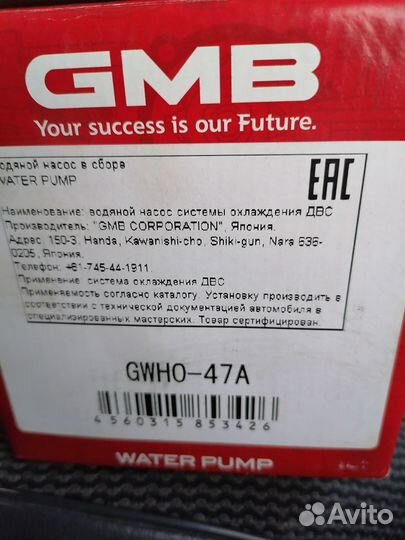 GMB
Your success is our Future.
одяной насос в сборе
WATER PUMP
EAC
Наименование: водяной насос системы охлаждения ДВС
Производитель: "GMB CORPORATION", Япония.
Адрес: 150-3, Handa, Kawanishi-cho, Shiki-gun, Nara 636-
0205, Япония.
Телефон: +81-745-44-1911.
Применение: система охлаждения ДВС
Применяемость согласно каталогу. Установку производить в
соответствии с технической документацией автомобиля в
специализированных мастерских. Товар сертифицирован.
GWHO-47A
4560315 853426
WATER PUMP
Avito